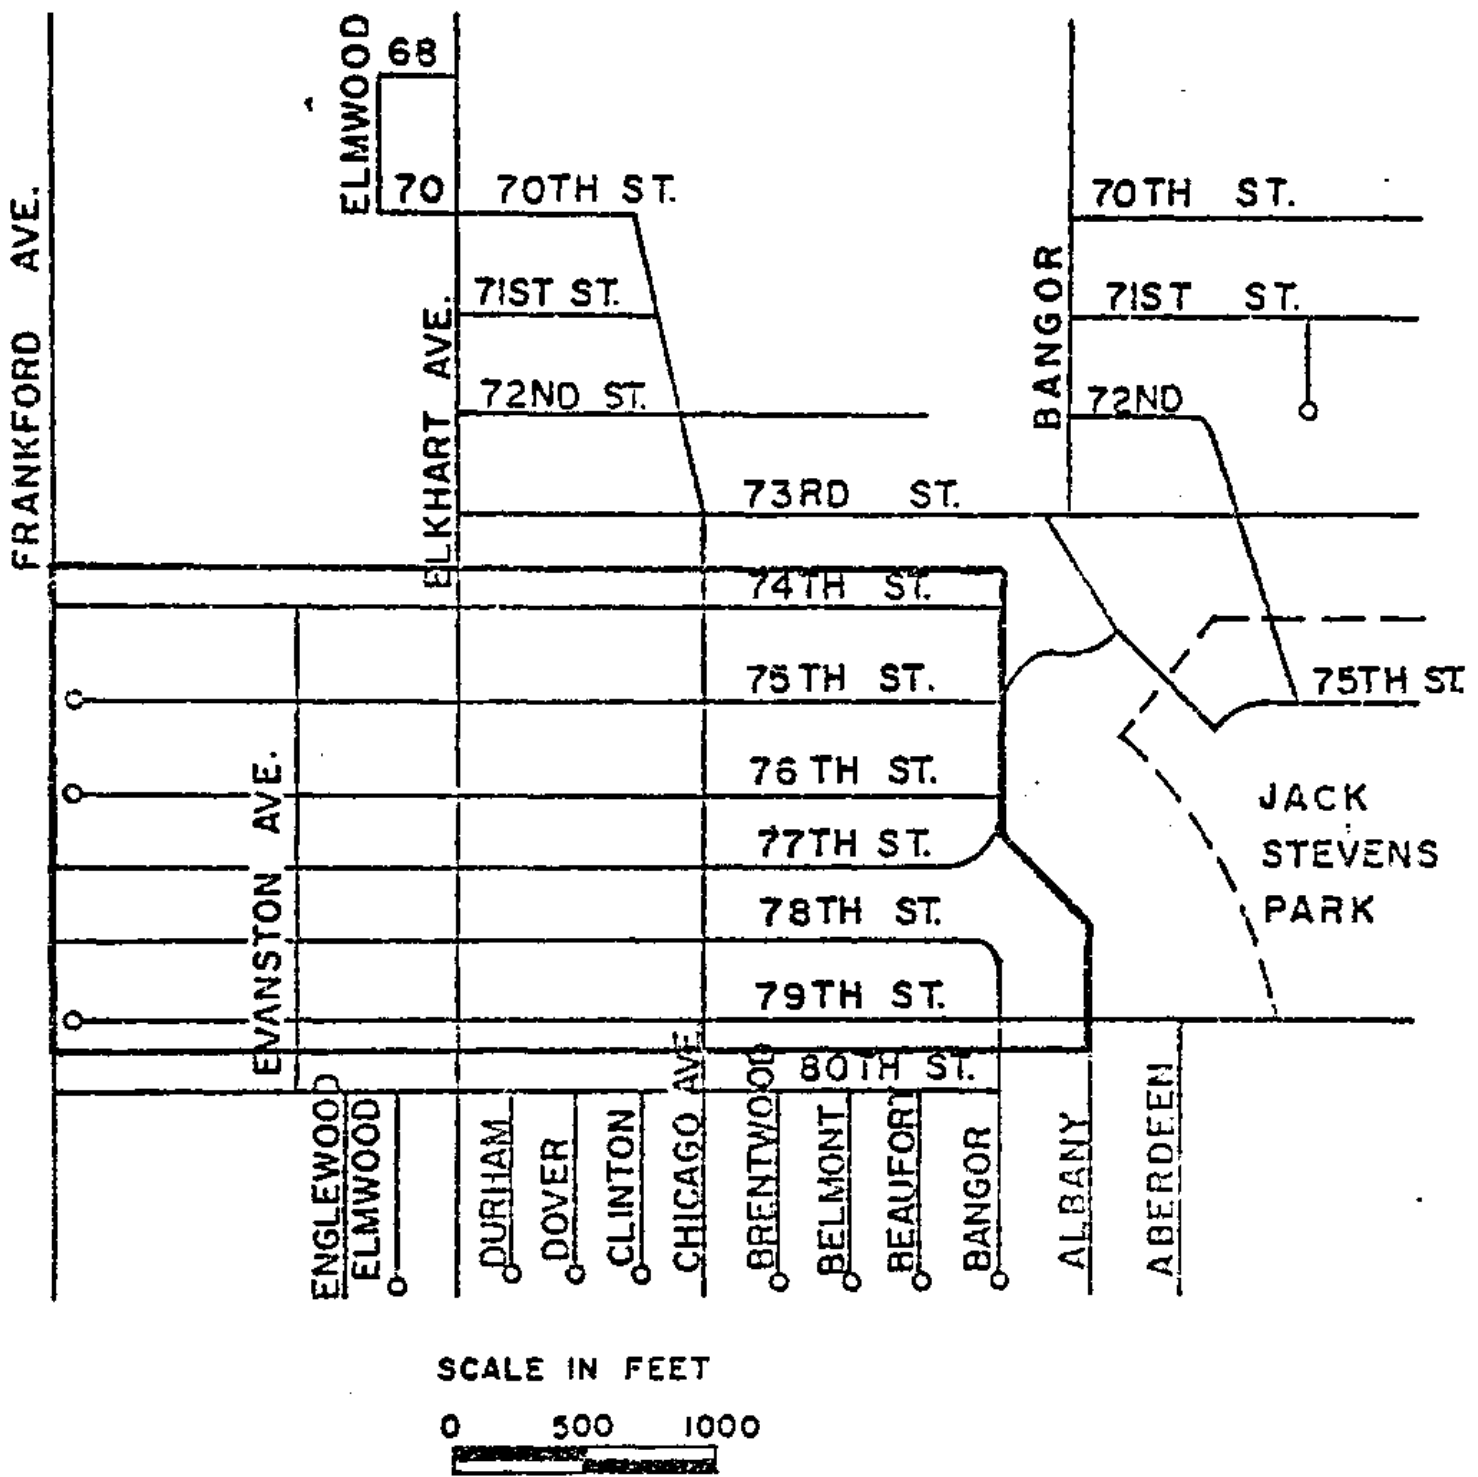 ELMWOOD
68
70
70TH ST.
70TH ST.
FRANKFORD AVE.
71ST ST.
71ST ST.
ELKHART AVE.
BANGOR
72ND ST.
72ND
73RD ST.
74TH ST.
75TH ST.
75TH ST.
76TH ST.
EVANSTON AVE.
77TH ST.
JACK
STEVENS
PARK
78TH ST.
79TH ST.
80TH ST.
ENGLEWOOD
ELMWOOD
DURHAM
DOVER
CLINTON
CHICAGO AVE
BRENTWOOD
BELMONT
BEAUFORT
BANGOR
ALBANY
ABERDEEN
SCALE IN FEET
0 500 1000